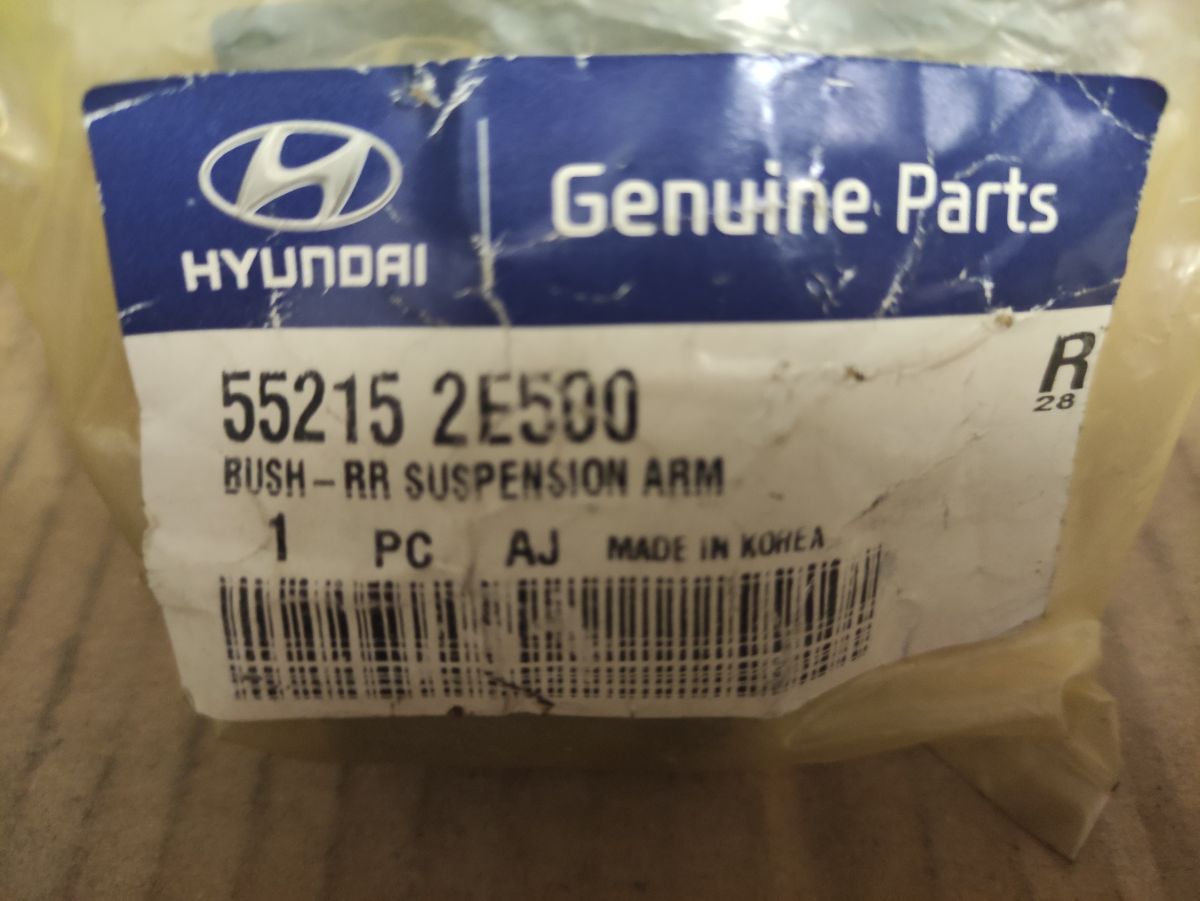 HYUNDAI
Genuine Parts
R
28
55215 2E500
BUSH-RR SUSPENSION ARM
1 PC AJ MADE IN KOREA